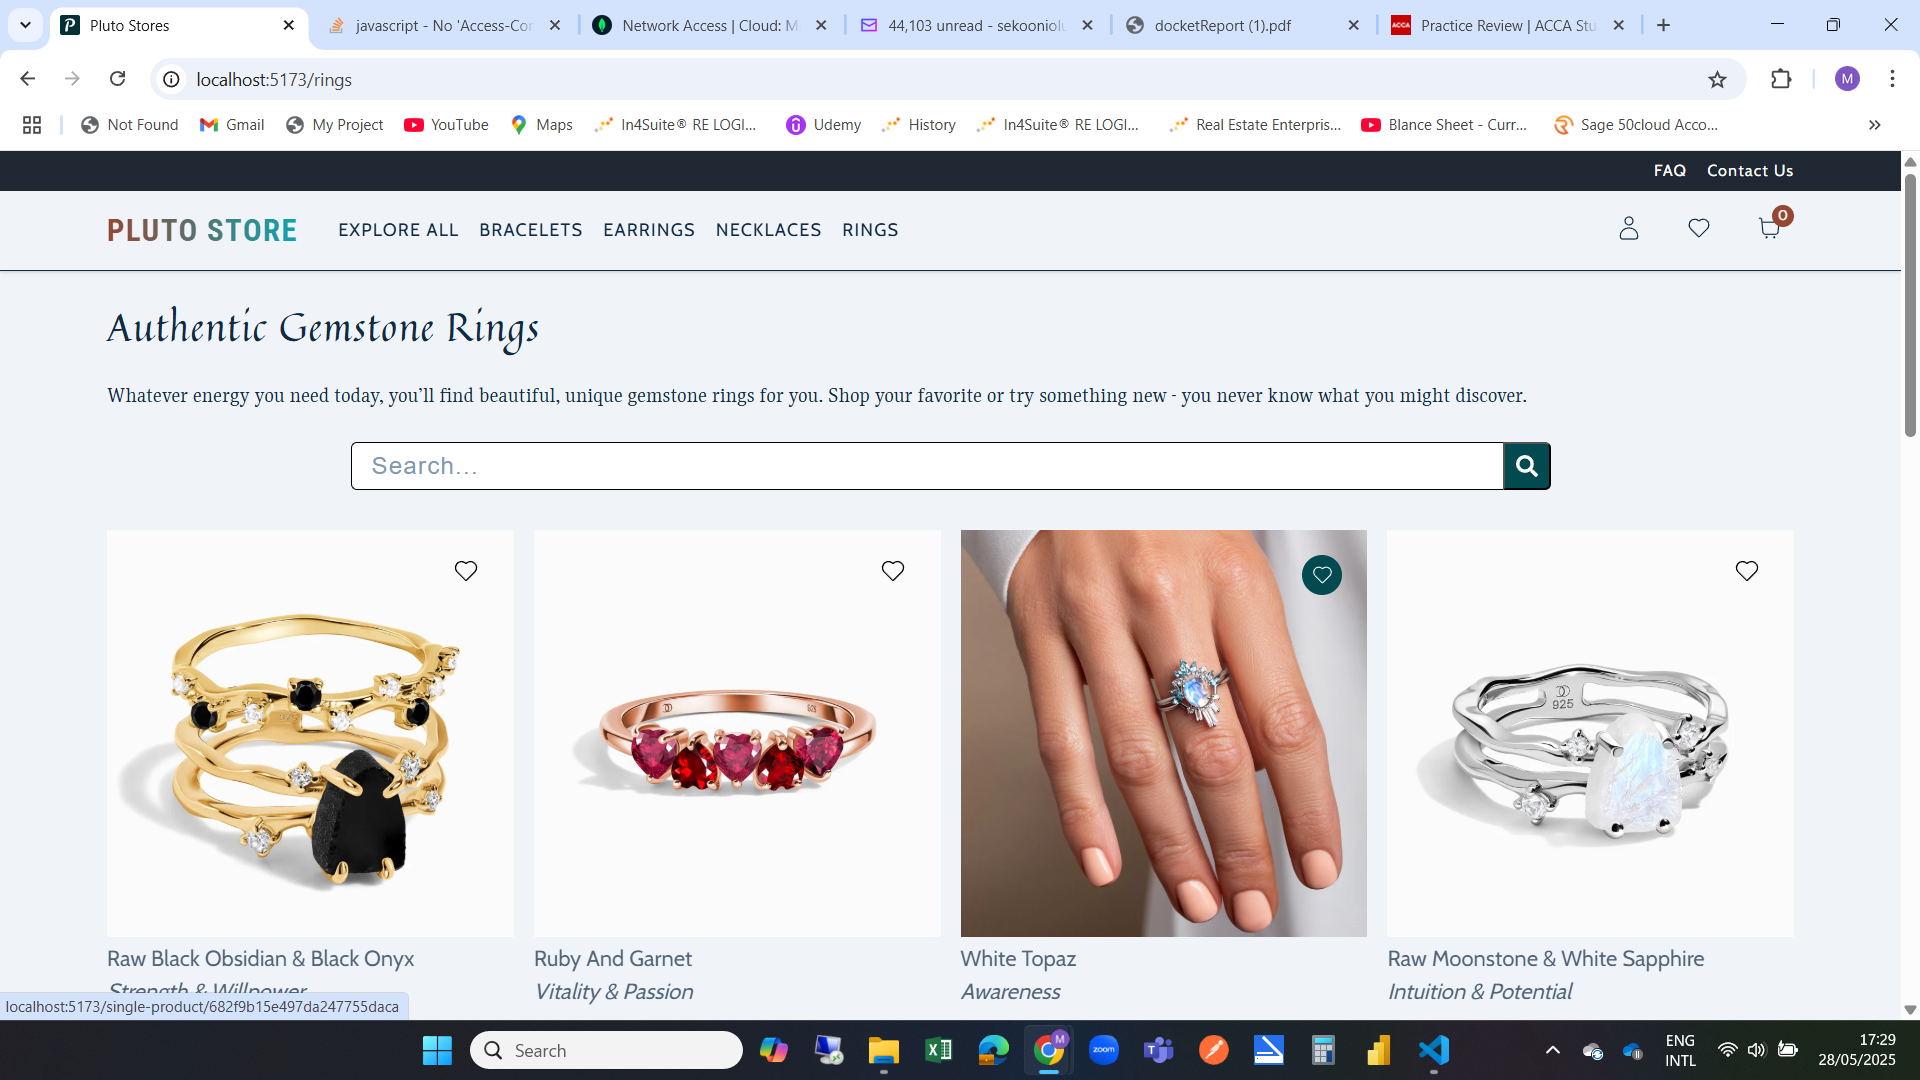 Pluto Stores
javascript - No 'Access-Cor
Network Access | Cloud: M
44,103 unread - sekooniolu
docketReport (1).pdf
Practice Review | ACCA Stu
localhost:5173/rings
M
Not Found
Gmail
My Project
YouTube
Maps
In4Suite® RE LOGI...
Udemy
History
In4Suite® RE LOGI...
Real Estate Enterpris...
Blance Sheet - Curr...
Sage 50cloud Acco...
FAQ
Contact Us
PLUTO STORE
EXPLORE ALL
BRACELETS
EARRINGS
NECKLACES
RINGS
0
Authentic Gemstone Rings
Whatever energy you need today, you'll find beautiful, unique gemstone rings for you. Shop your favorite or try something new - you never know what you might discover.
Search...
925
925
Raw Black Obsidian & Black Onyx
Ruby And Garnet
White Topaz
Raw Moonstone & White Sapphire
Strength & Willpower
Vitality & Passion
Awareness
Intuition & Potential
localhost:5173/single-product/682f9b15e497da247755daca
Search
M
zoom
ENG
INTL
17:29
28/05/2025